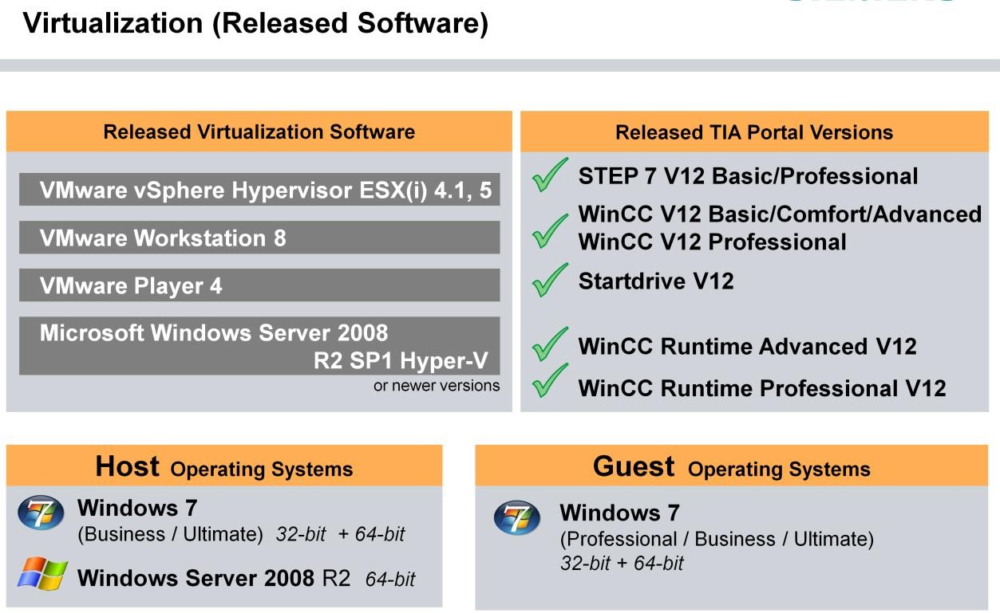 Virtualization (Released Software)
Released Virtualization Software
VMware vSphere Hypervisor ESX(i) 4.1, 5
VMware Workstation 8
VMware Player 4
Microsoft Windows Server 2008
R2 SP1 Hyper-V
or newer versions
Released TIA Portal Versions
STEP 7 V12 Basic/Professional
WinCC V12 Basic/Comfort/Advanced
WinCC V12 Professional
Startdrive V12
WinCC Runtime Advanced V12
WinCC Runtime Professional V12
Host Operating Systems
Windows 7
(Business / Ultimate) 32-bit + 64-bit
Windows Server 2008 R2 64-bit
Guest Operating Systems
Windows 7
(Professional / Business / Ultimate)
32-bit + 64-bit